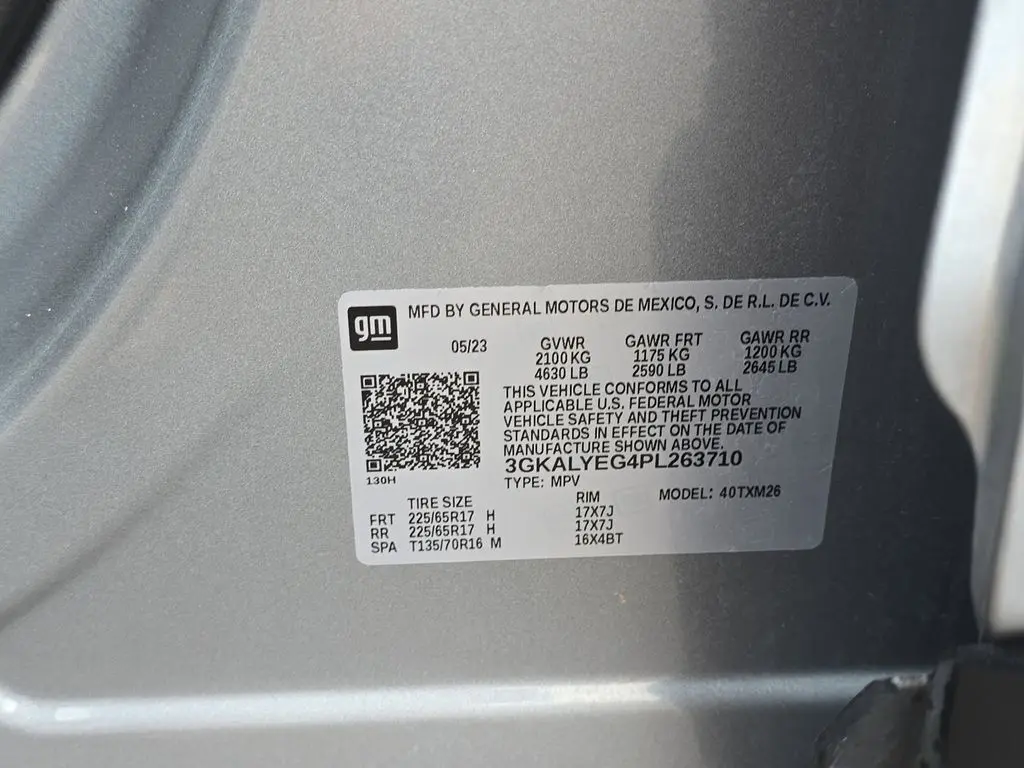 gm MFD BY GENERAL MOTORS DE MEXICO, S. DE R.L. DE C.V.
05/23 GVWR GAWR FRT GAWR RR
2100 KG 1175 KG 1200 KG
4630 LB 2590 LB 2645 LB
THIS VEHICLE CONFORMS TO ALL
APPLICABLE U.S. FEDERAL MOTOR
VEHICLE SAFETY AND THEFT PREVENTION
STANDARDS IN EFFECT ON THE DATE OF
MANUFACTURE SHOWN ABOVE.
3GKALYEG4PL263710
130H
TYPE: MPV MODEL: 40TXM26
TIRE SIZE RIM
FRT 225/65R17 H 17X7J
RR 225/65R17 H 17X7J
SPA T135/70R16 M 16X4BT